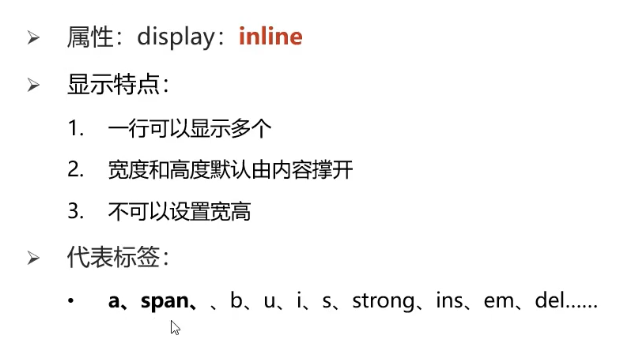 ➢ 属性：display：inline
➢ 显示特点：
1. 一行可以显示多个
2. 宽度和高度默认由内容撑开
3. 不可以设置宽高
➢ 代表标签：
• a、span、、b、u、i、s、strong、ins、em、del……